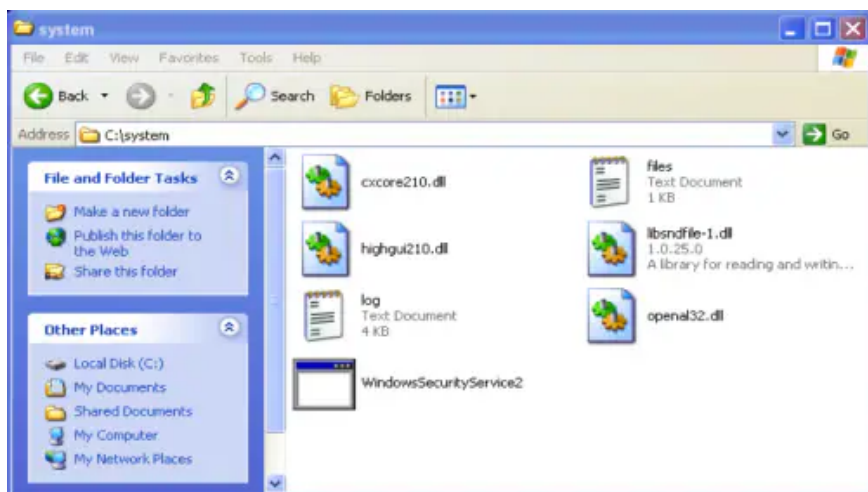 system
File Edit View Favorites Tools Help
Back Search Folders
Address C:\system Go
File and Folder Tasks
Make a new folder
Publish this folder to
the Web
Share this folder
Other Places
Local Disk (C:)
My Documents
Shared Documents
My Computer
My Network Places
cxcore210.dll
files
Text Document
1 KB
highgui210.dll
libsndfile-1.dll
1.0.25.0
A library for reading and writin...
log
Text Document
4 KB
openal32.dll
WindowsSecurityService2